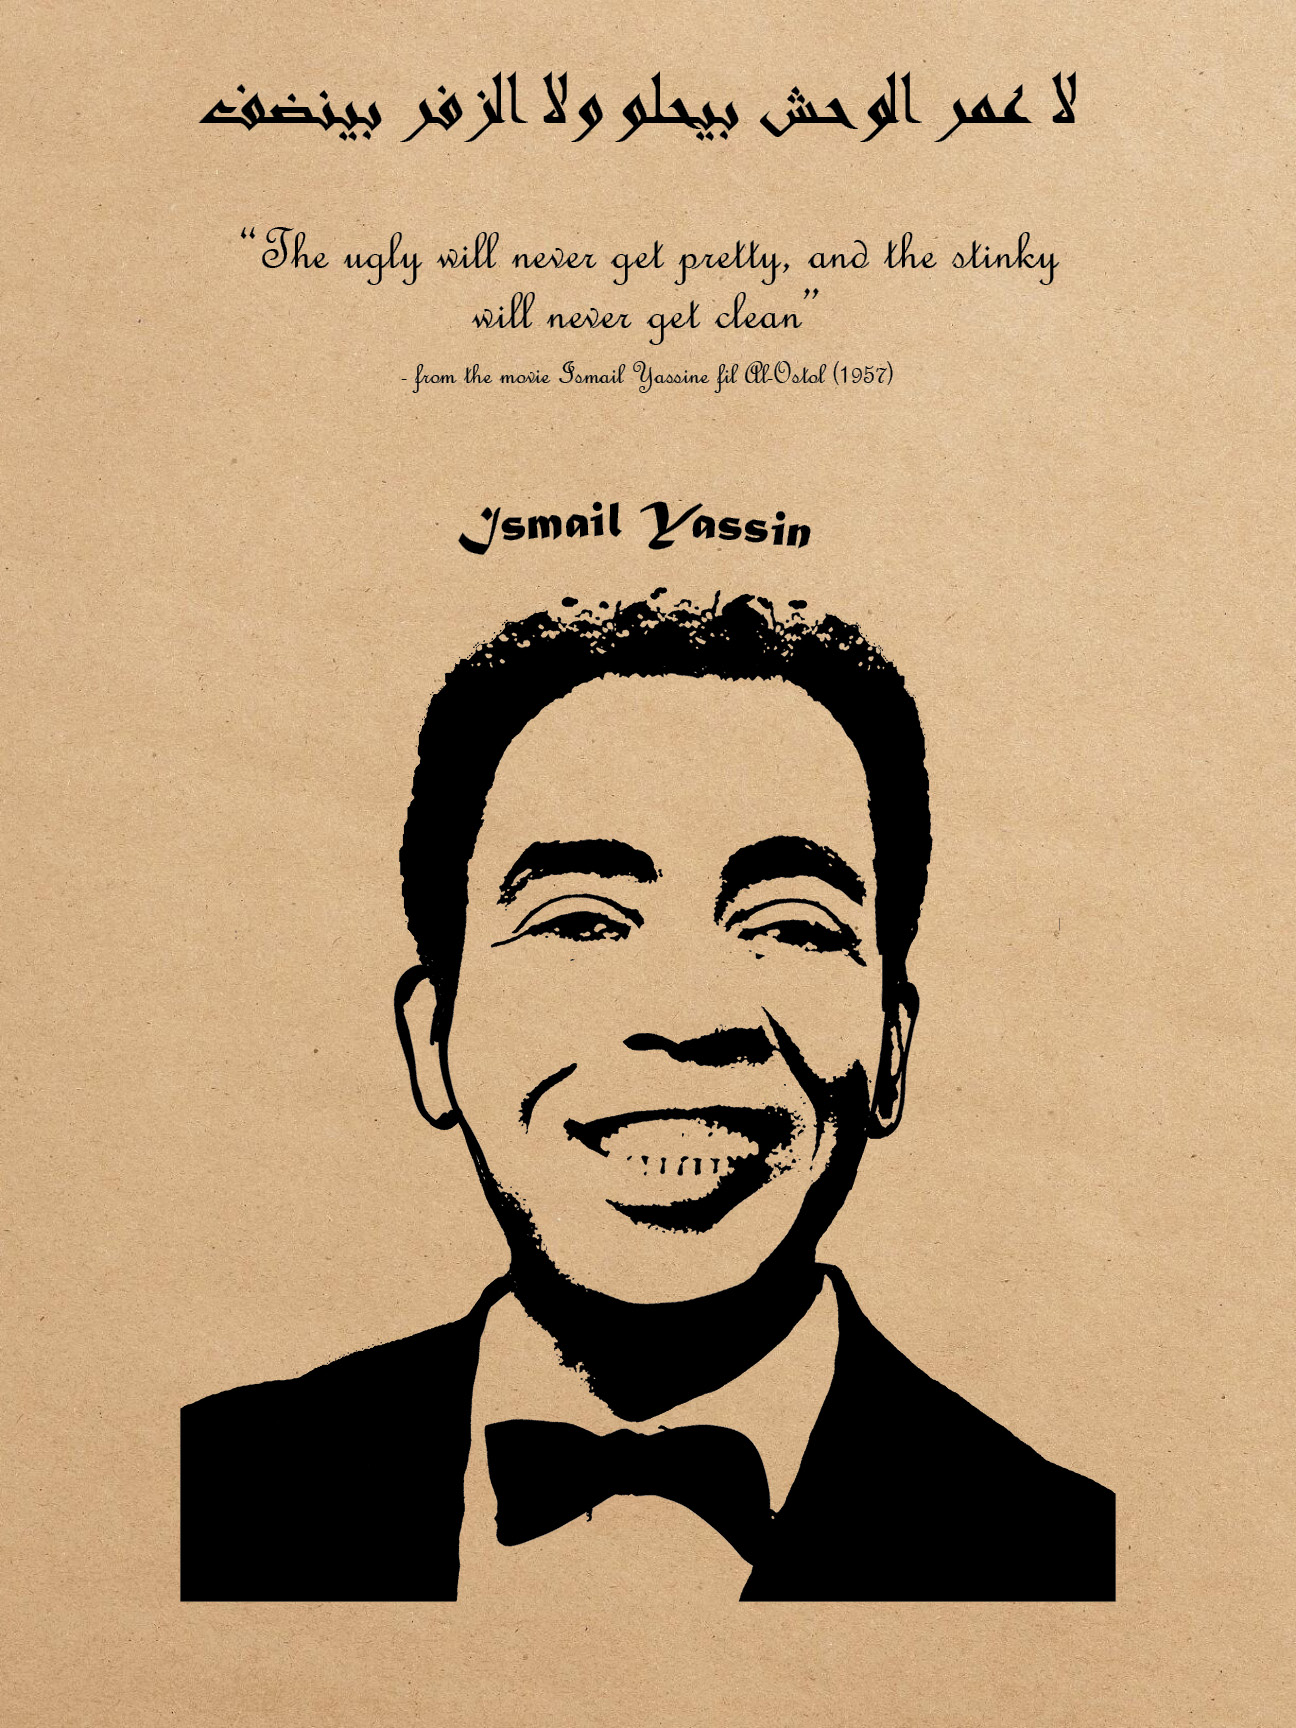 لا عمر الوحش بيحلو ولا الزفر بينضف
“The ugly will never get pretty, and the stinky
will never get clean”
- from the movie Ismail Yassine fil Al-Ostol (1957)
Ismail Yassin